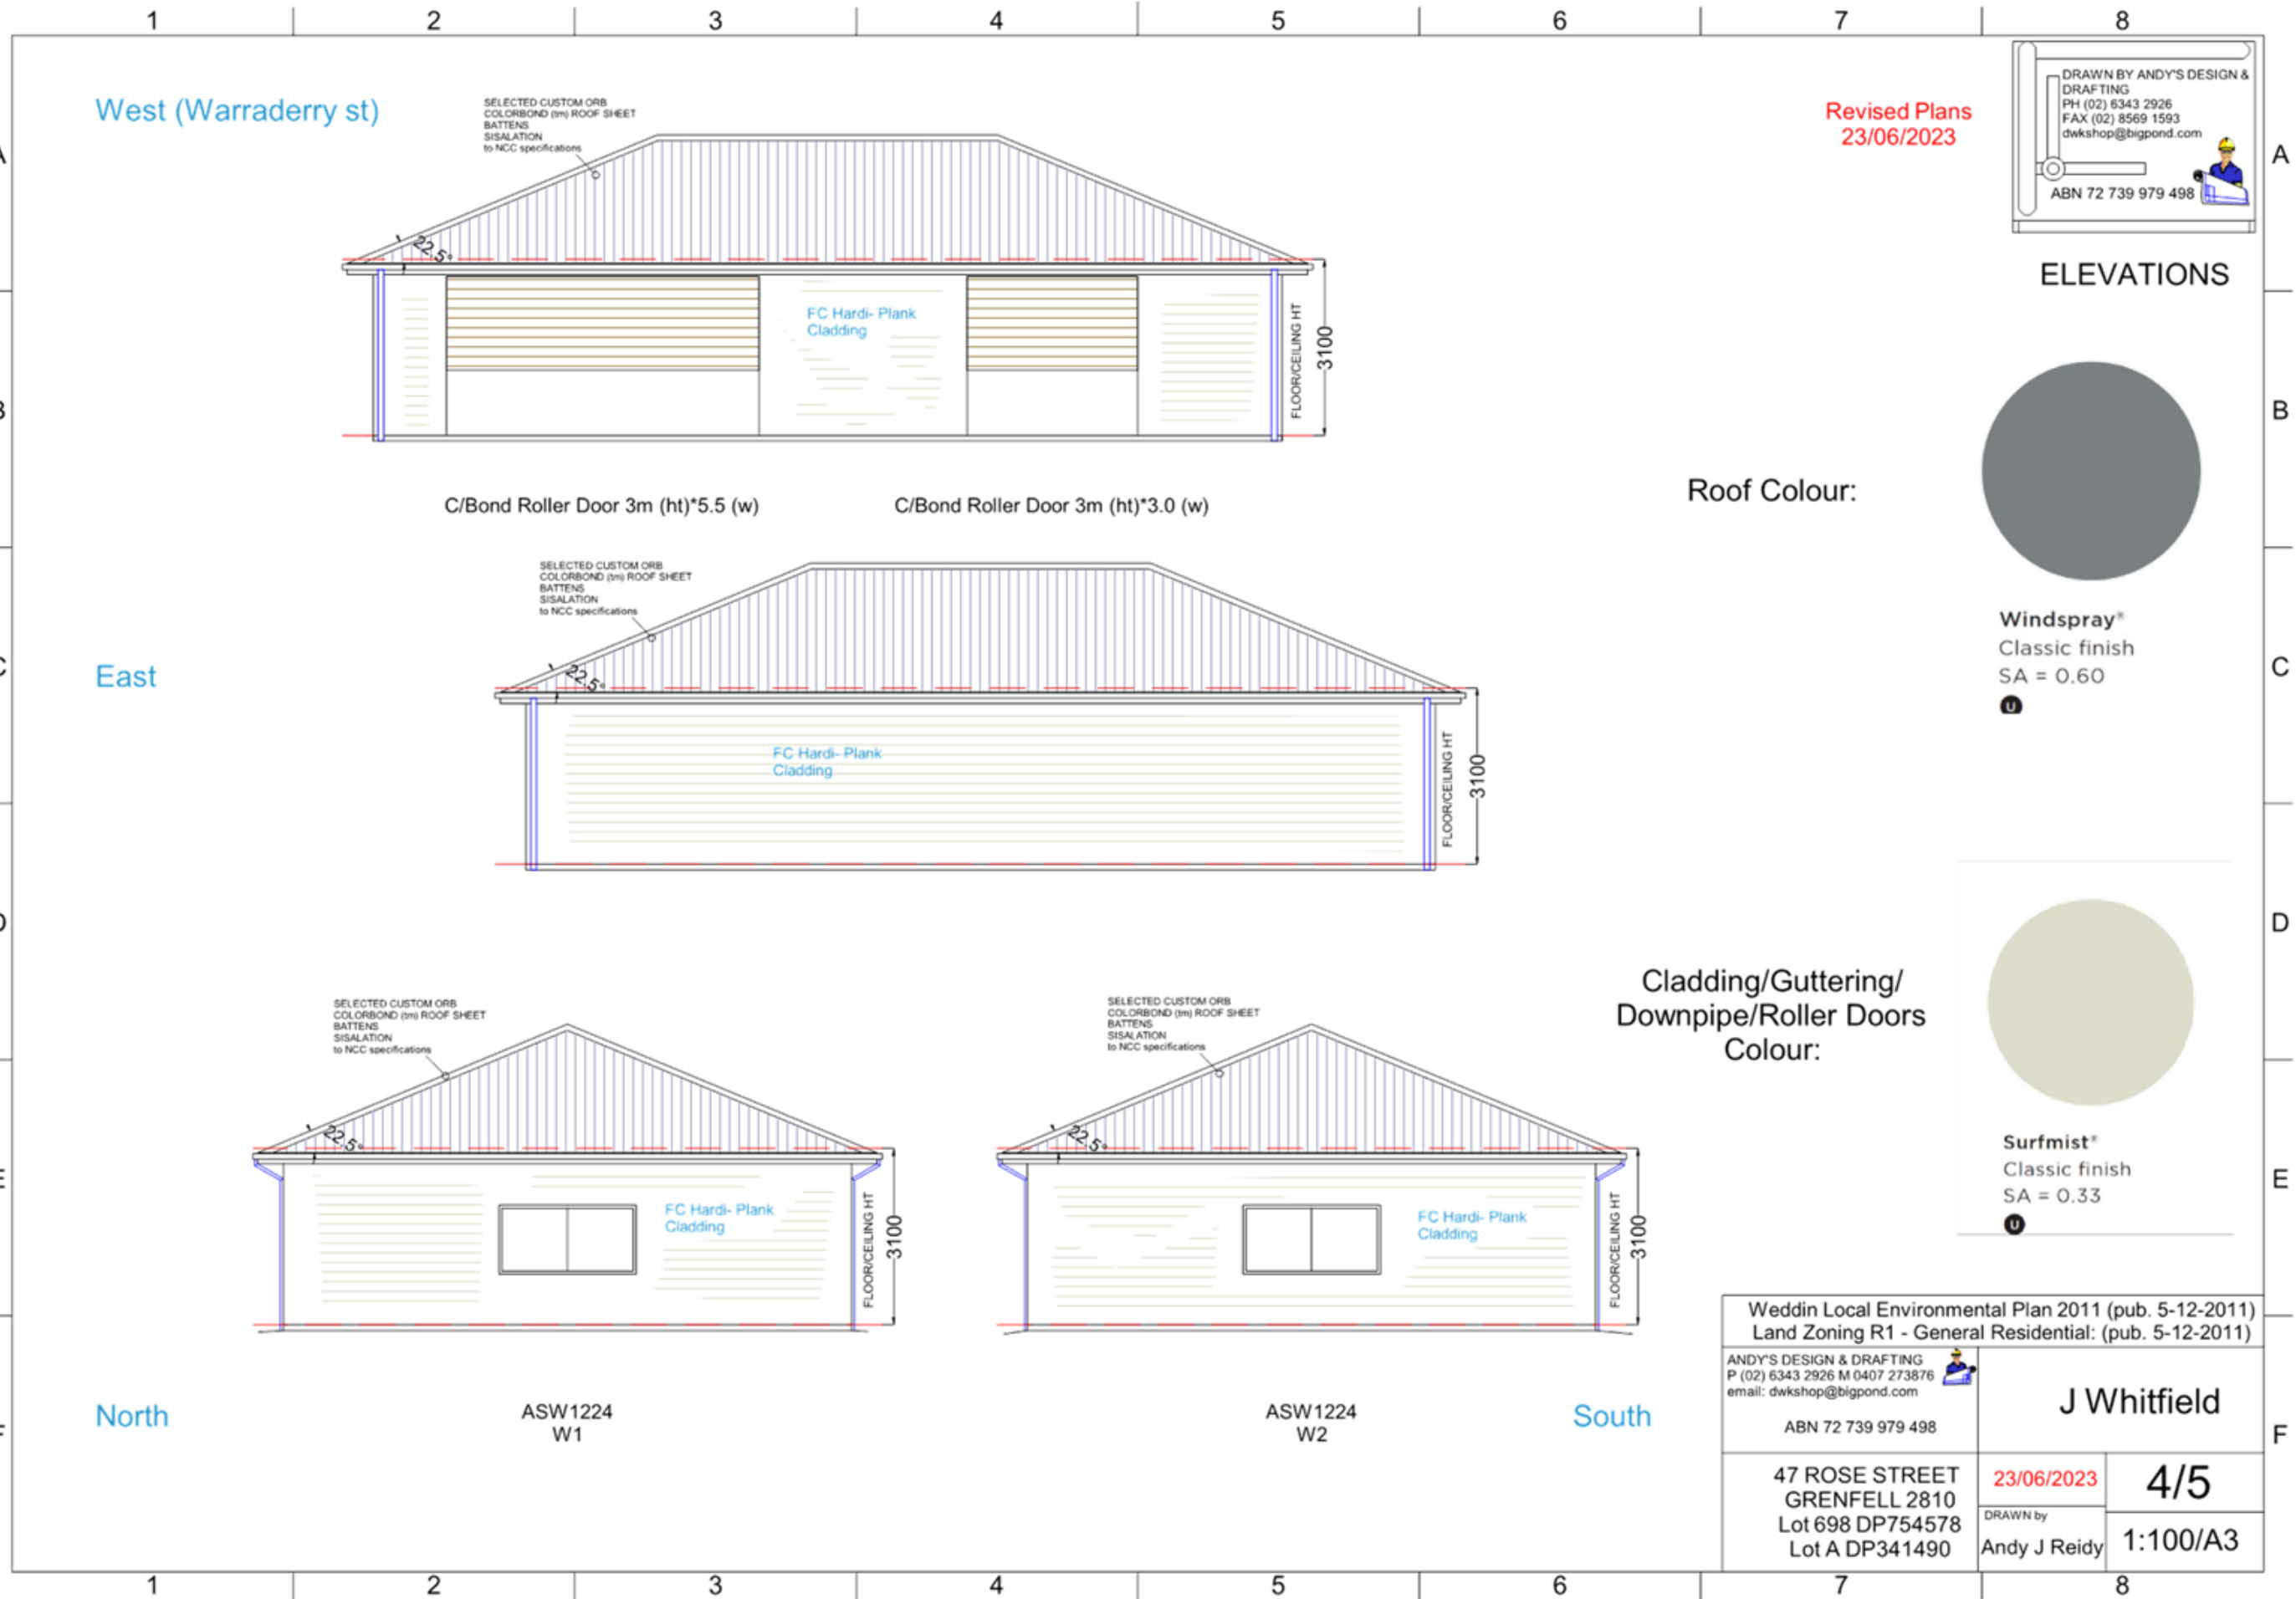 1 2 3 4 5 6 7 8
West (Warraderry st)
SELECTED CUSTOM ORB
COLORBOND (tm) ROOF SHEET
BATTENS
SISALATION
to NCC specifications
22.5°
FC Hardi- Plank
Cladding
FLOOR/CEILING HT
3100
Revised Plans
23/06/2023
DRAWN BY ANDY'S DESIGN &
DRAFTING
PH (02) 6343 2926
FAX (02) 8569 1593
dwkshop@bigpond.com
ABN 72 739 979 498
A
ELEVATIONS
B
C/Bond Roller Door 3m (ht)*5.5 (w)
C/Bond Roller Door 3m (ht)*3.0 (w)
Roof Colour:
Windspray®
Classic finish
SA = 0.60
U
East
SELECTED CUSTOM ORB
COLORBOND (tm) ROOF SHEET
BATTENS
SISALATION
to NCC specifications
22.5°
FC Hardi- Plank
Cladding
FLOOR/CEILING HT
3100
C
D
Cladding/Guttering/
Downpipe/Roller Doors
Colour:
Surfmist®
Classic finish
SA = 0.33
U
SELECTED CUSTOM ORB
COLORBOND (tm) ROOF SHEET
BATTENS
SISALATION
to NCC specifications
22.5°
FC Hardi- Plank
Cladding
FLOOR/CEILING HT
3100
SELECTED CUSTOM ORB
COLORBOND (tm) ROOF SHEET
BATTENS
SISALATION
to NCC specifications
22.5°
FC Hardi- Plank
Cladding
FLOOR/CEILING HT
3100
E
North
ASW1224
W1
ASW1224
W2
South
Weddin Local Environmental Plan 2011 (pub. 5-12-2011)
Land Zoning R1 - General Residential: (pub. 5-12-2011)
ANDY'S DESIGN & DRAFTING
P (02) 6343 2926 M 0407 273876
email: dwkshop@bigpond.com
ABN 72 739 979 498
J Whitfield
F
47 ROSE STREET
GRENFELL 2810
Lot 698 DP754578
Lot A DP341490
23/06/2023
4/5
DRAWN by
Andy J Reidy
1:100/A3
1 2 3 4 5 6 7 8